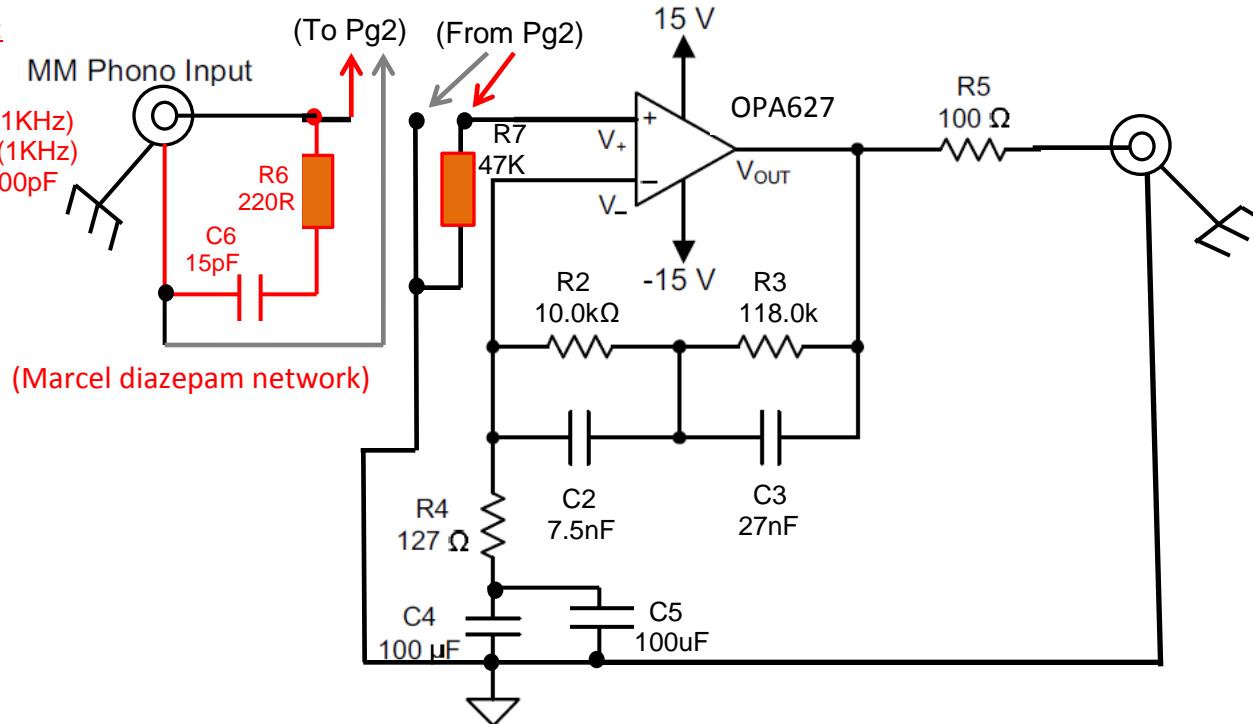 (To Pg2)
(From Pg2)
MM Phono Input
1KHz)
(1KHz)
00pF
R6
220R
C6
15pF
(Marcel diazepam network)
R7
47K
15 V
OPA627
+
V+
−
V−
VOUT
-15 V
R5
100 Ω
R2
10.0kΩ
R3
118.0k
C2
7.5nF
C3
27nF
R4
127 Ω
C4
100 µF
C5
100uF